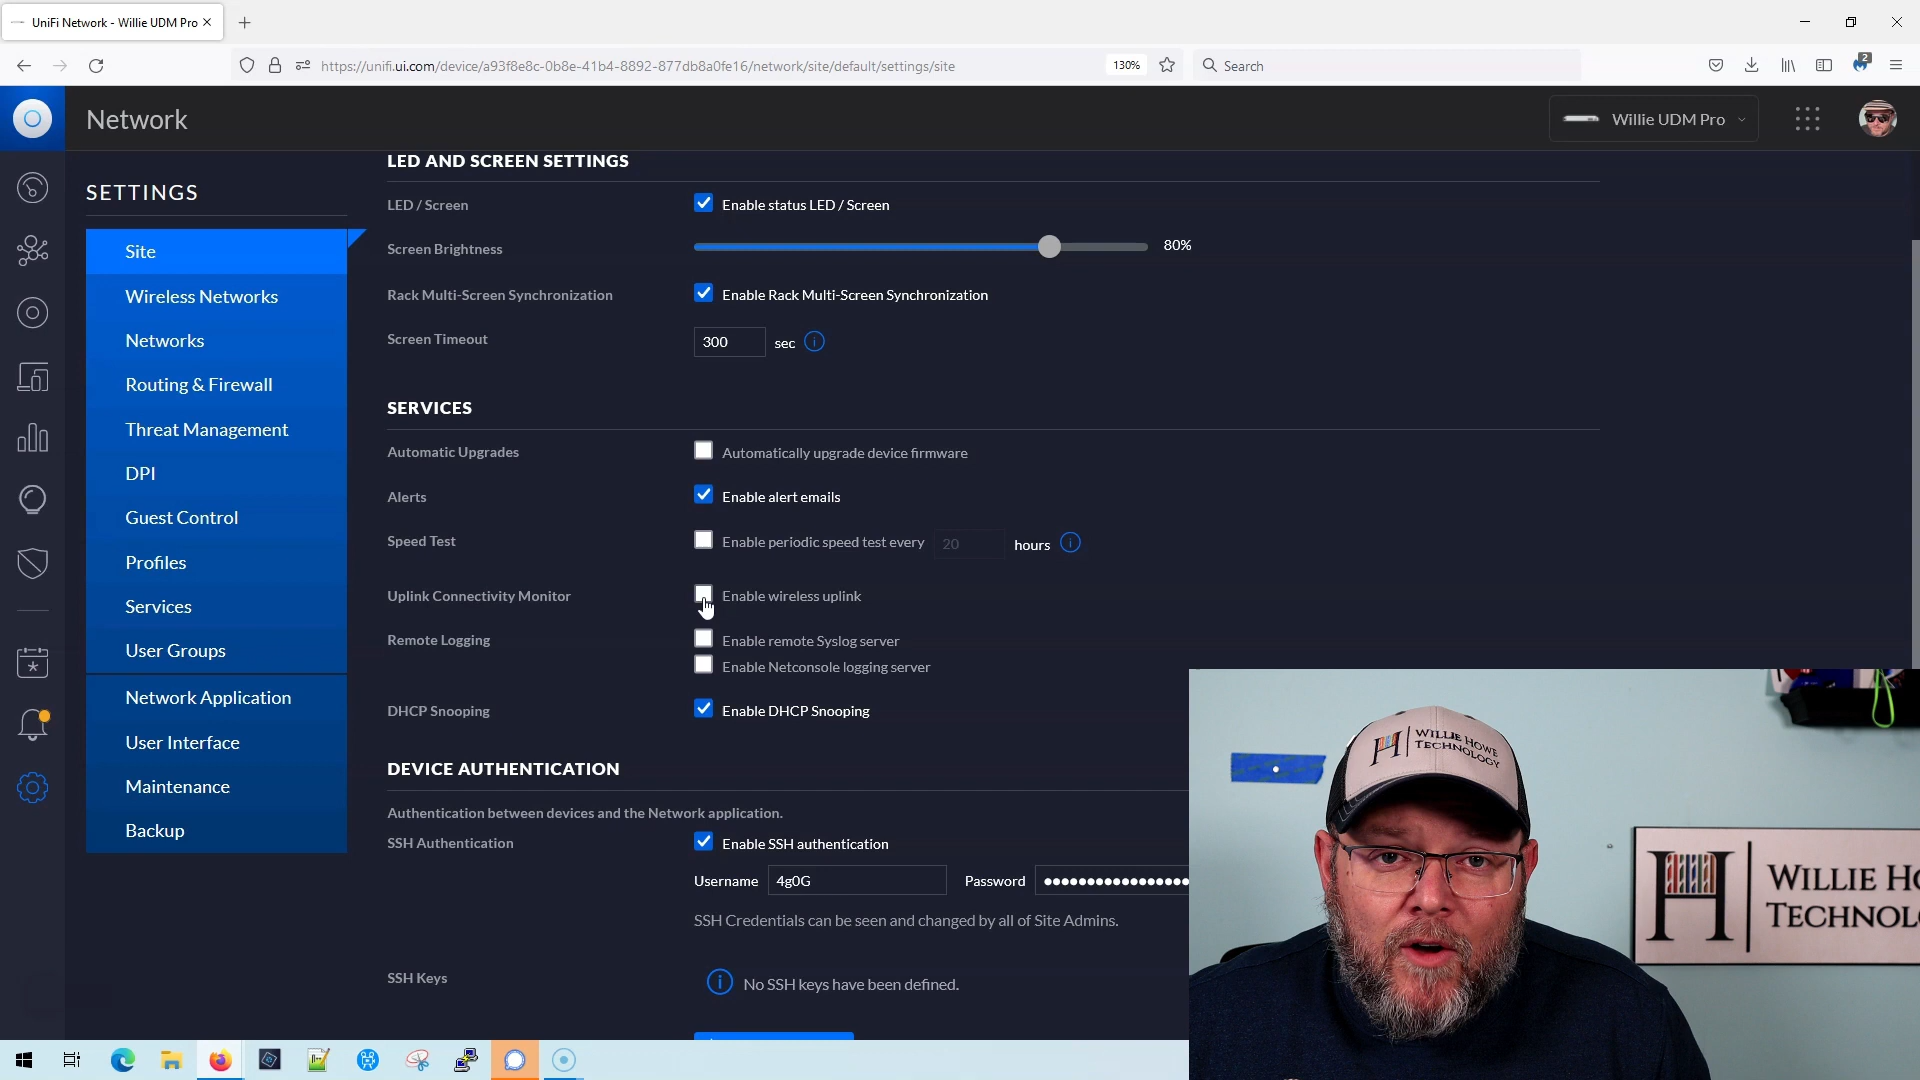 UniFi Network - Willie UDM Pro
https://unifi.ui.com/device/a93f8e8c-0b8e-41b4-8892-877db8a0fe16/network/site/default/settings/site
130%
Search
2
Network
Willie UDM Pro
SETTINGS
Site
Wireless Networks
Networks
Routing & Firewall
Threat Management
DPI
Guest Control
Profiles
Services
User Groups
Network Application
User Interface
Maintenance
Backup
LED AND SCREEN SETTINGS
LED / Screen
Enable status LED / Screen
Screen Brightness
80%
Rack Multi-Screen Synchronization
Enable Rack Multi-Screen Synchronization
Screen Timeout
300 sec
SERVICES
Automatic Upgrades
Automatically upgrade device firmware
Alerts
Enable alert emails
Speed Test
Enable periodic speed test every 20 hours
Uplink Connectivity Monitor
Enable wireless uplink
Remote Logging
Enable remote Syslog server
Enable Netconsole logging server
DHCP Snooping
Enable DHCP Snooping
DEVICE AUTHENTICATION
Authentication between devices and the Network application.
SSH Authentication
Enable SSH authentication
Username 4g0G Password
SSH Credentials can be seen and changed by all of Site Admins.
SSH Keys
No SSH keys have been defined.
WILLIE HOWE
TECHNOLOGY
WILLIE HO
TECHNOLO